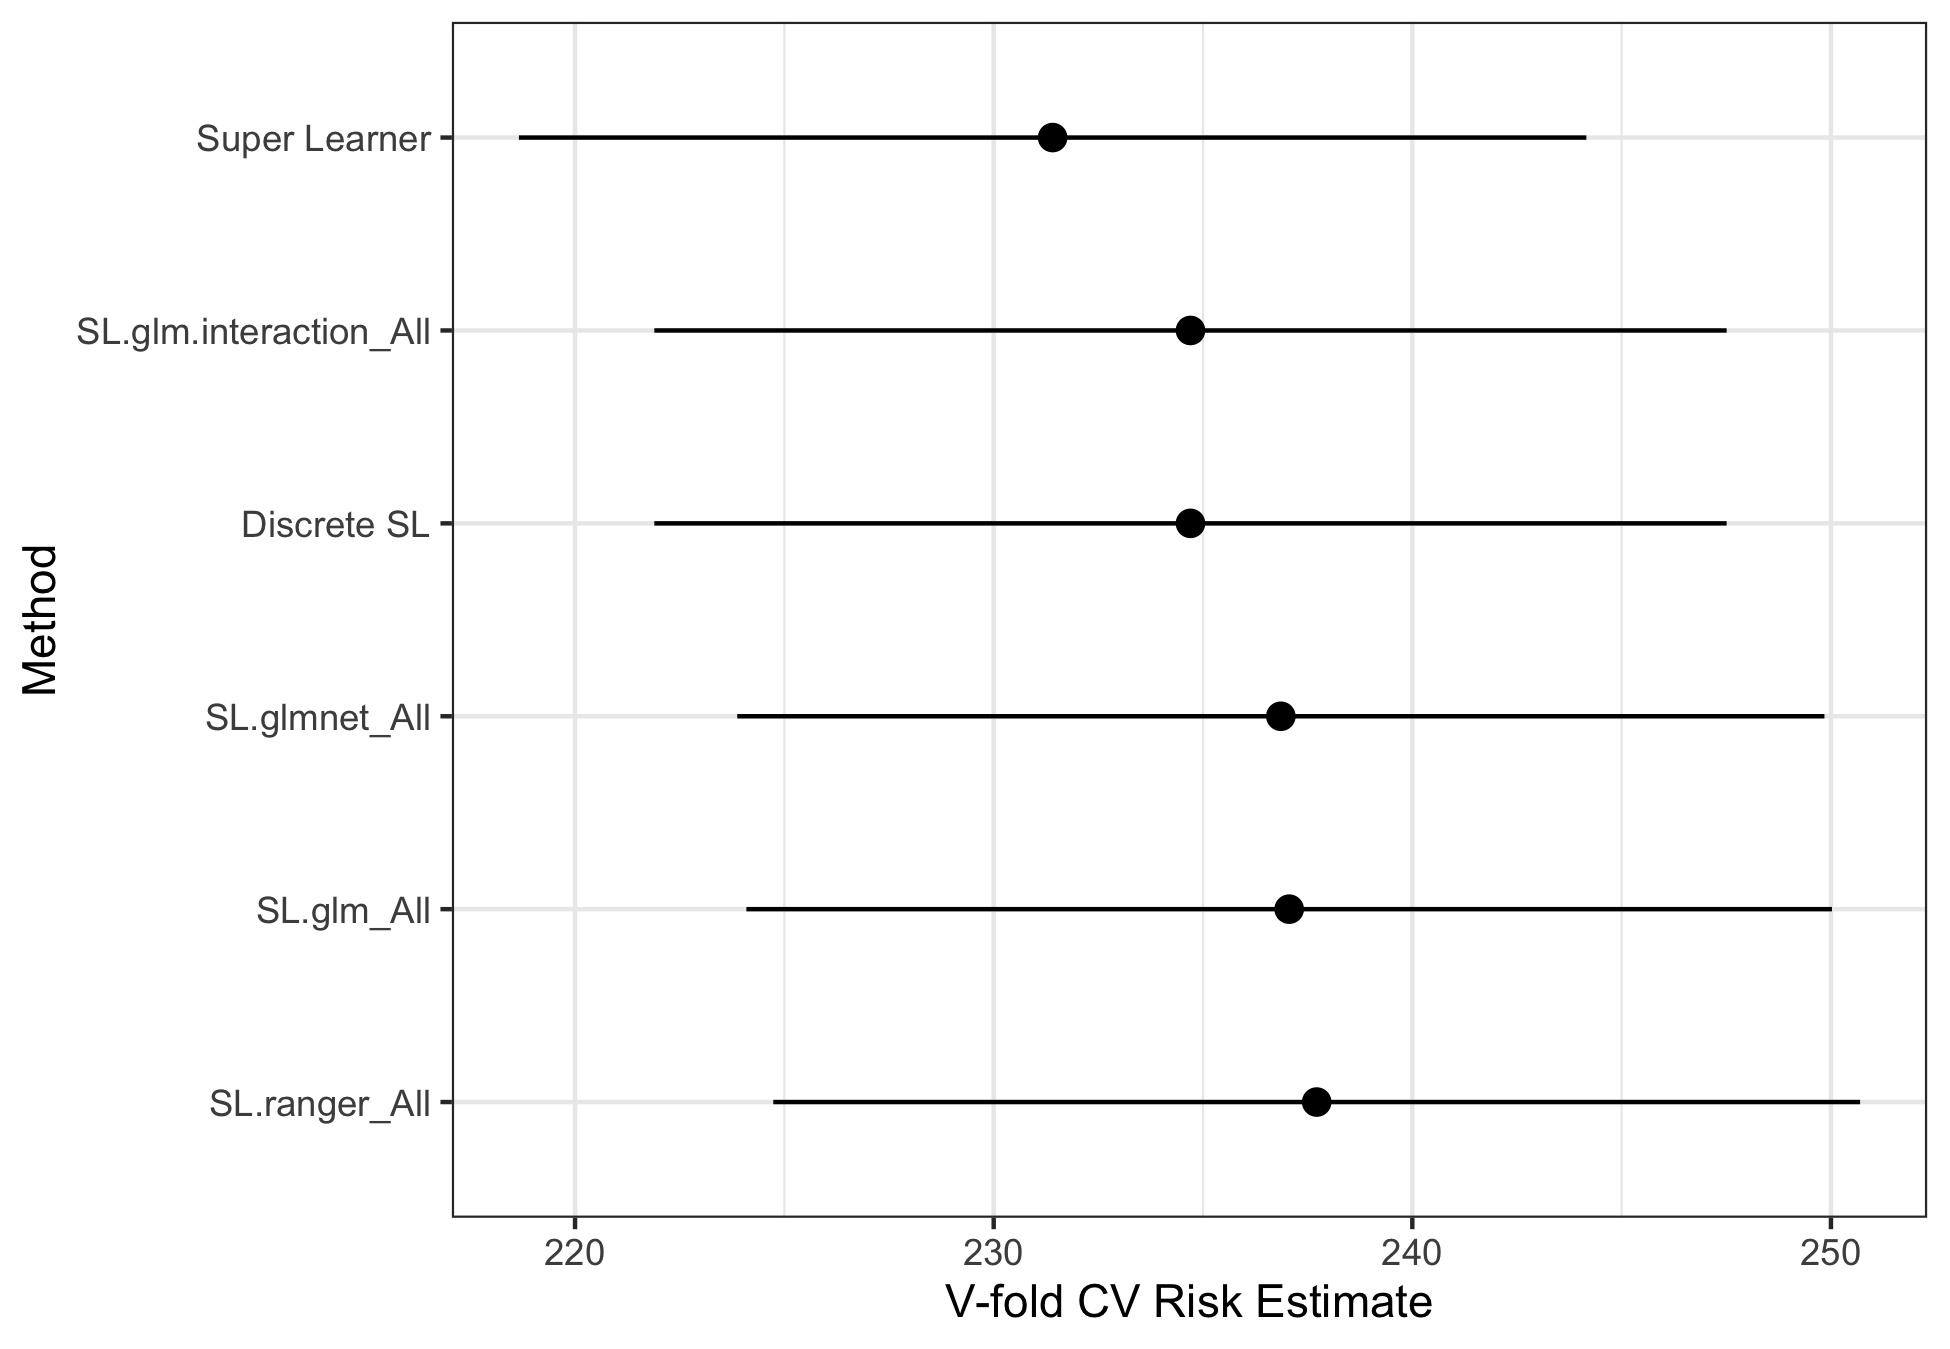 Method
Super Learner
SL.glm.interaction_All
Discrete SL
SL.glmnet_All
SL.glm_All
SL.ranger_All
220 230 240 250
V-fold CV Risk Estimate